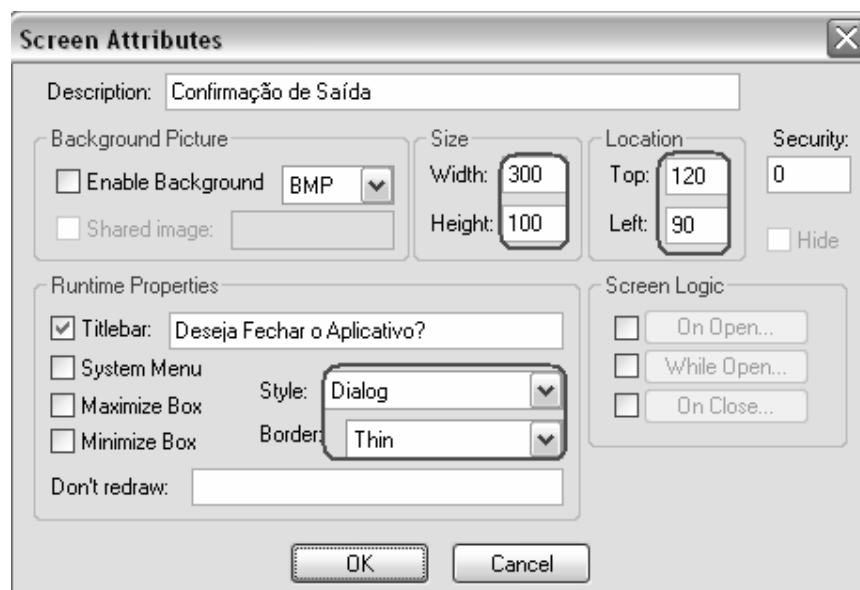 Screen Attributes
Description: Confirmação de Saída
Background Picture
Enable Background BMP
Shared image:
Size
Width: 300
Height: 100
Location
Top: 120
Left: 90
Security:
0
Hide
Runtime Properties
Titlebar: Deseja Fechar o Aplicativo?
System Menu
Maximize Box
Minimize Box
Style: Dialog
Border: Thin
Don't redraw:
Screen Logic
On Open...
While Open...
On Close...
OK Cancel